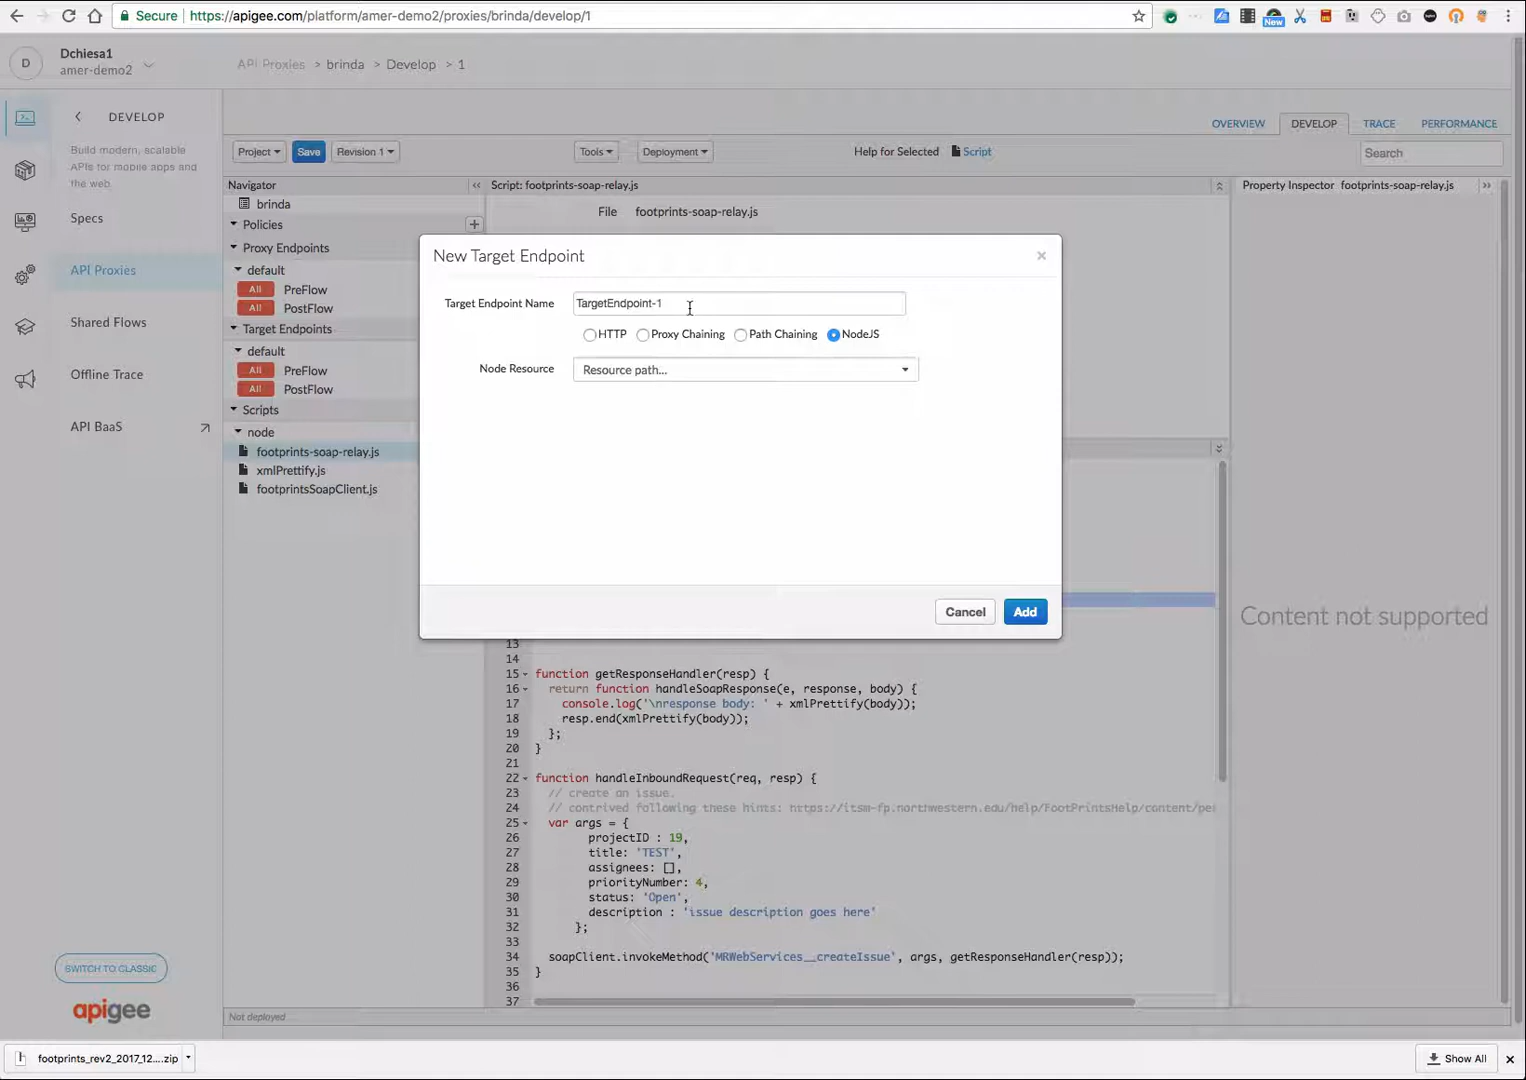 Secure https://apigee.com/platform/amer-demo2/proxies/brinda/develop/1
New
D
Dchiesa1
amer-demo2
API Proxies > brinda > Develop > 1
DEVELOP
Build modern, scalable
APIs for mobile apps and
the web.
Specs
API Proxies
Shared Flows
Offline Trace
API BaaS
SWITCH TO CLASSIC
apigee
OVERVIEW DEVELOP TRACE PERFORMANCE
Project Save Revision 1 Tools Deployment Help for Selected Script Search
Navigator
brinda
Policies
Proxy Endpoints
default
All PreFlow
All PostFlow
Target Endpoints
default
All PreFlow
All PostFlow
Scripts
node
footprints-soap-relay.js
xmlPrettify.js
footprintsSoapClient.js
Script: footprints-soap-relay.js
File footprints-soap-relay.js
Property Inspector footprints-soap-relay.js
Content not supported
New Target Endpoint
×
Target Endpoint Name TargetEndpoint-1
HTTP Proxy Chaining Path Chaining NodeJS
Node Resource Resource path...
Cancel Add
13
14
15 function getResponseHandler(resp) {
16 return function handleSoapResponse(e, response, body) {
17 console.log('\nresponse body: ' + xmlPrettify(body));
18 resp.end(xmlPrettify(body));
19 };
20 }
21
22 function handleInboundRequest(req, resp) {
23 // create an issue.
24 // contrived following these hints: https://itsm-fp.northwestern.edu/help/FootPrintsHelp/content/pe
25 var args = {
26 projectID : 19,
27 title: 'TEST',
28 assignees: [],
29 priorityNumber: 4,
30 status: 'Open',
31 description : 'issue description goes here'
32 };
33
34 soapClient.invokeMethod('MRWebServices__createIssue', args, getResponseHandler(resp));
35 }
36
37
Not deployed
footprints_rev2_2017_12....zip
Show All